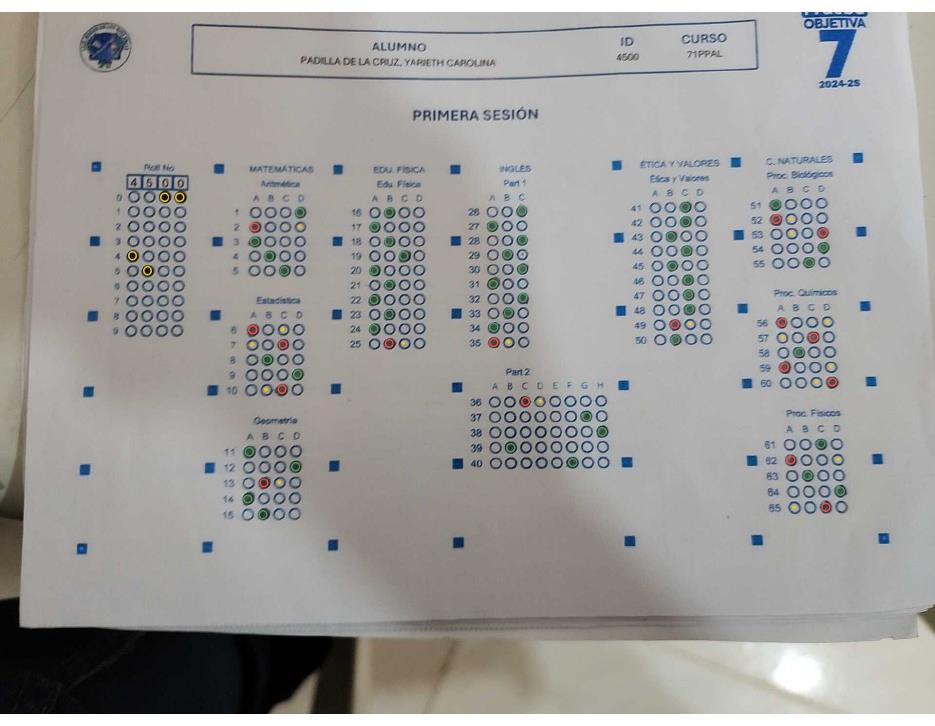 OBJETIVA
7
2024-2S
ALUMNO
PADILLA DE LA CRUZ, YARIETH CAROLINA
ID
4500
CURSO
71PPAL
PRIMERA SESIÓN
Roll No
4 5 0 0
0
1
2
3
4
5
6
7
8
9
MATEMÁTICAS
Aritmética
A B C D
1
2
3
4
5
Estadística
A B C D
6
7
8
9
10
Geometría
A B C D
11
12
13
14
15
EDU. FÍSICA
Edu. Física
A B C D
16
17
18
19
20
21
22
23
24
25
INGLÉS
Part 1
A B C
26
27
28
29
30
31
32
33
34
35
Part 2
A B C D E F G H
36
37
38
39
40
ÉTICA Y VALORES
Ética y Valores
A B C D
41
42
43
44
45
46
47
48
49
50
C. NATURALES
Proc. Biológicos
A B C D
51
52
53
54
55
Proc. Químicos
A B C D
56
57
58
59
60
Proc. Físicos
A B C D
61
62
63
64
65